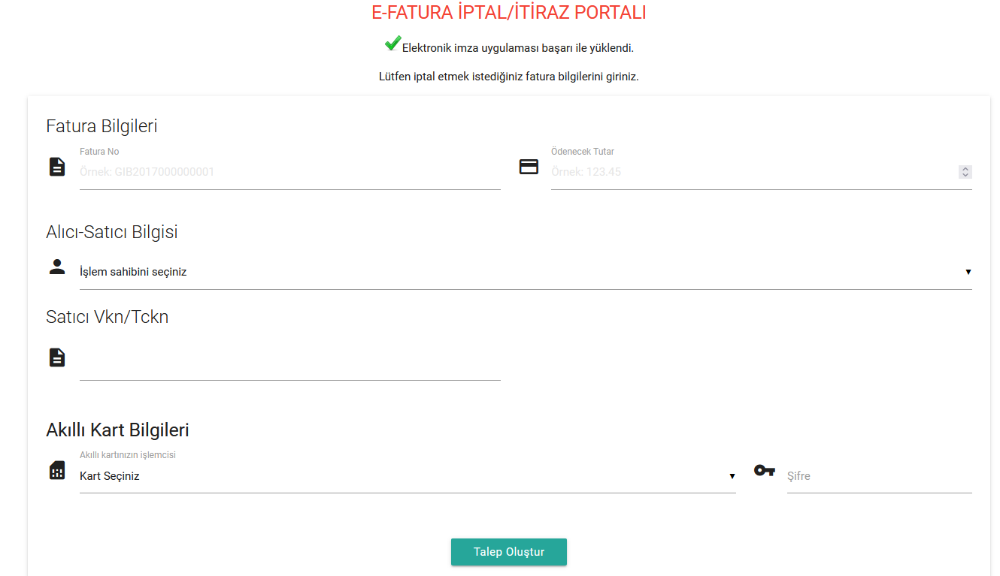 E-FATURA İPTAL/İTİRAZ PORTALI
Elektronik imza uygulaması başarı ile yüklendi.
Lütfen iptal etmek istediğiniz fatura bilgilerini giriniz.
Fatura Bilgileri
Fatura No
Örnek: GIB2017000000001
Ödenecek Tutar
Örnek: 123.45
Alıcı-Satıcı Bilgisi
İşlem sahibini seçiniz
Satıcı Vkn/Tckn
Akıllı Kart Bilgileri
Akıllı kartınızın işlemcisi
Kart Seçiniz
Şifre
Talep Oluştur